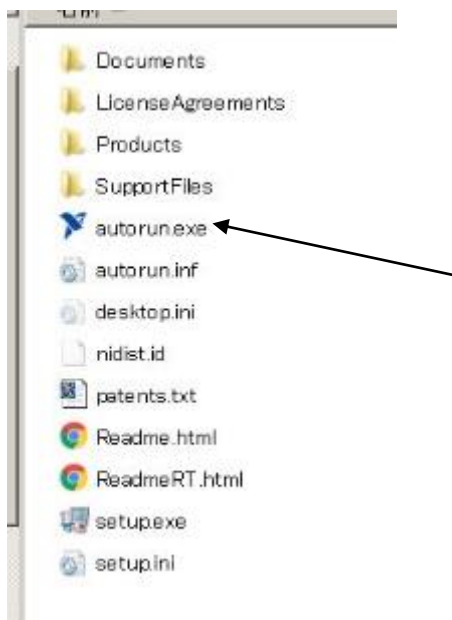 Documents
LicenseAgreements
Products
SupportFiles
autorun.exe
autorun.inf
desktop.ini
nidist.id
patents.txt
Readme.html
ReadmeRT.html
setup.exe
setup.ini